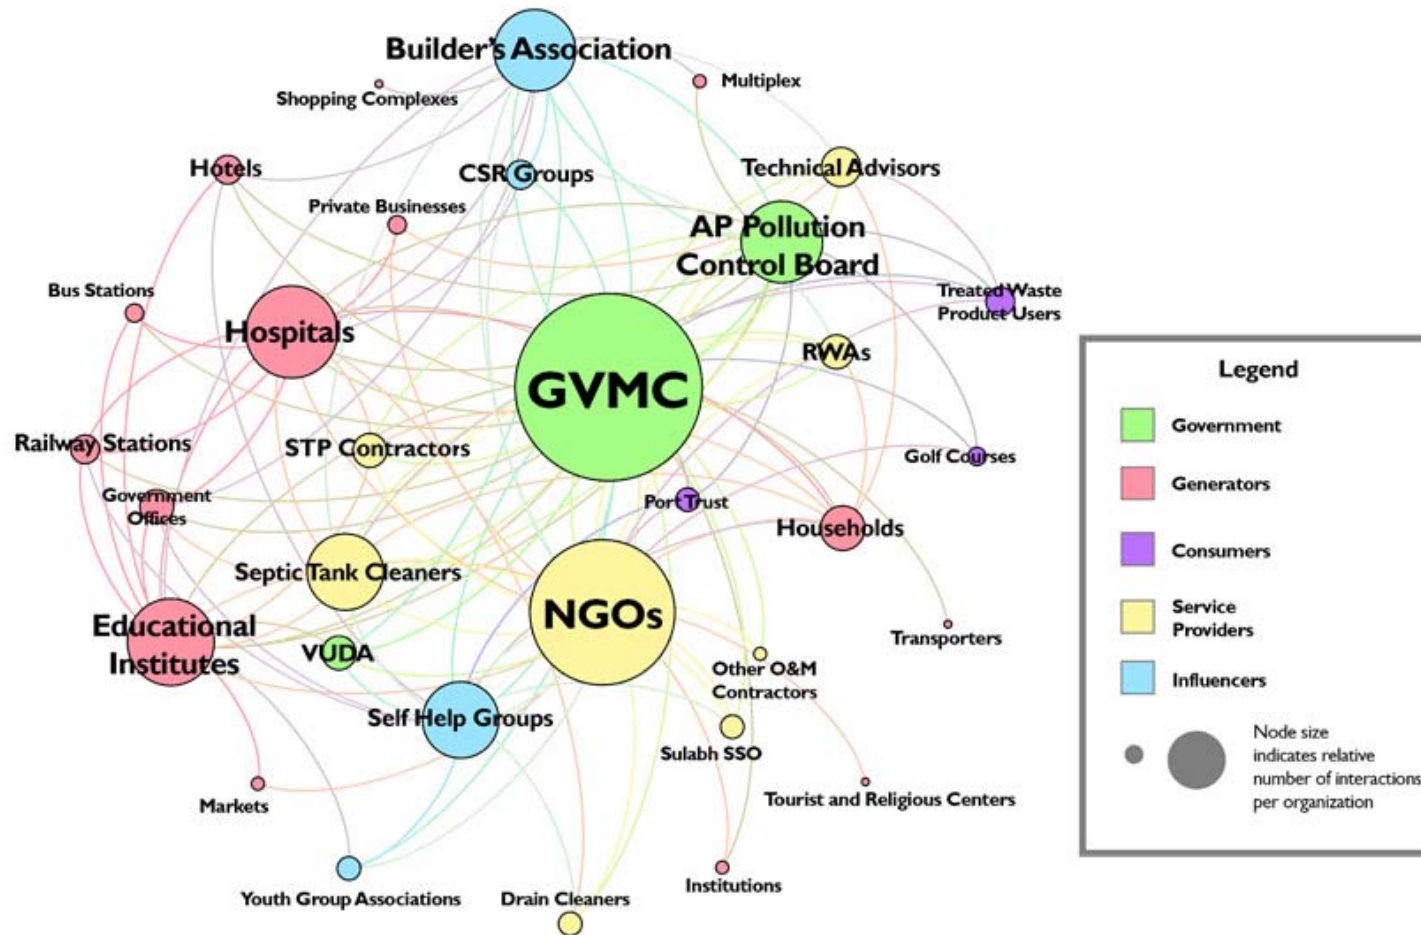 Builder's Association
Shopping Complexes
Multiplex
Hotels
CSR Groups
Technical Advisors
Private Businesses
AP Pollution
Control Board
Bus Stations
Treated Waste
Product Users
Hospitals
RWAs
GVMC
Railway Stations
STP Contractors
Golf Courses
Government
Offices
Port Trust
Households
Septic Tank Cleaners
NGOs
Educational
Institutes
VUDA
Transporters
Other O&M
Contractors
Self Help Groups
Sulabh SSO
Markets
Tourist and Religious Centers
Institutions
Youth Group Associations
Drain Cleaners
Legend
Government
Generators
Consumers
Service
Providers
Influencers
Node size
indicates relative
number of interactions
per organization